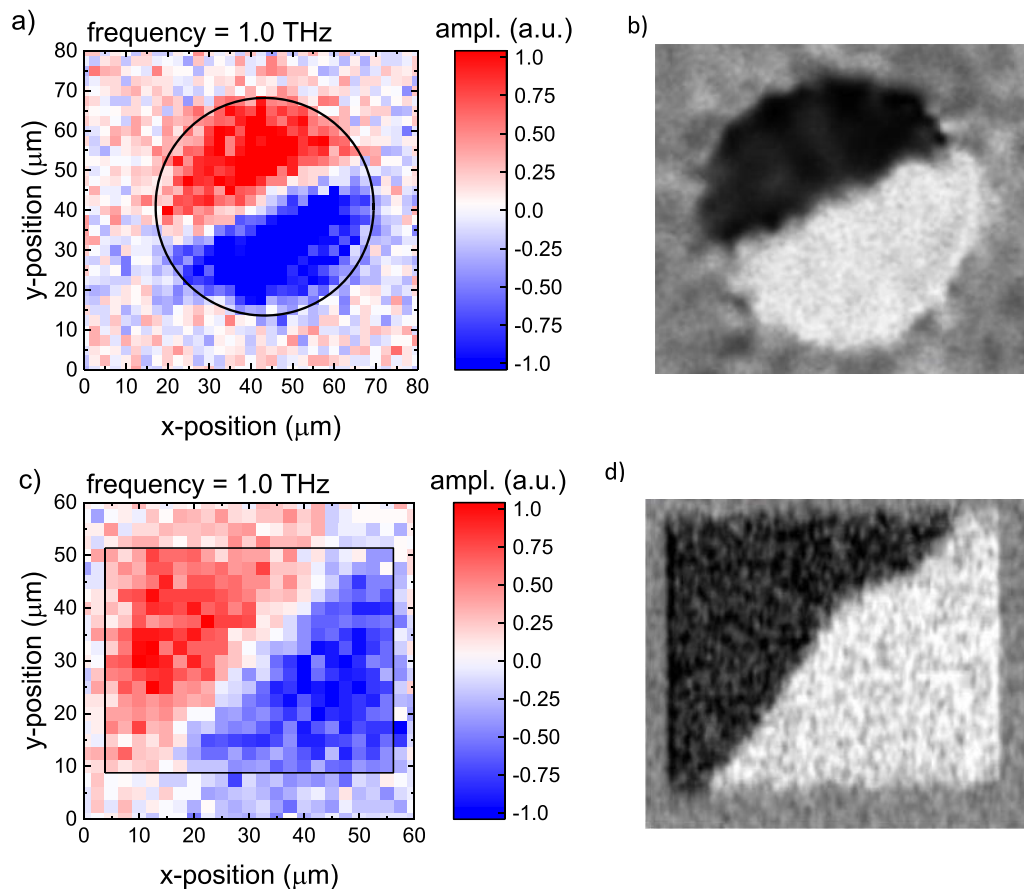 a)
frequency = 1.0 THz
ampl. (a.u.)
b)
80
70
60
50
40
30
20
10
0
y-position (μm)
0 10 20 30 40 50 60 70 80
x-position (μm)
1.0
0.75
0.50
0.25
0.0
-0.25
-0.50
-0.75
-1.0
c)
frequency = 1.0 THz
ampl. (a.u.)
d)
60
50
40
30
20
10
0
y-position (μm)
0 10 20 30 40 50 60
x-position (μm)
1.0
0.75
0.50
0.25
0.0
-0.25
-0.50
-0.75
-1.0